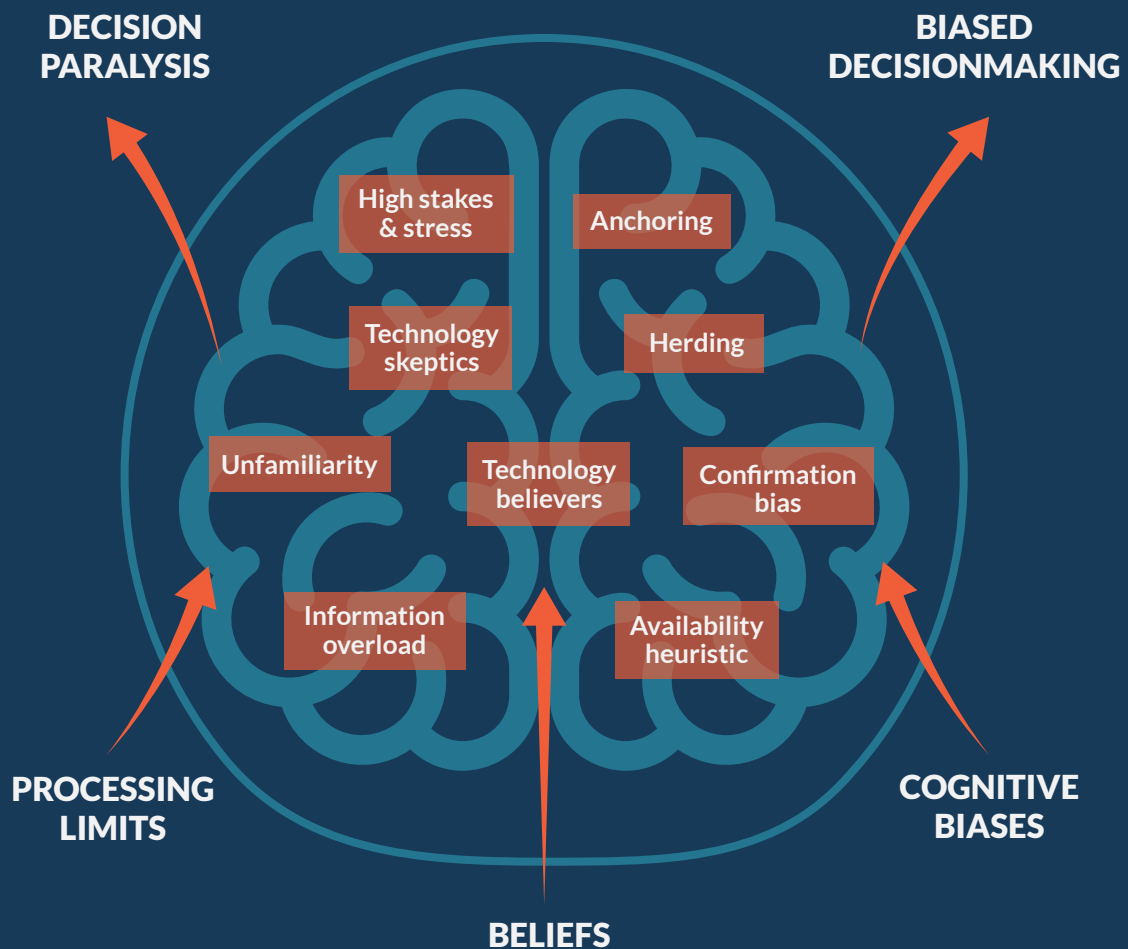 DECISION
PARALYSIS
BIASED
DECISIONMAKING
High stakes
& stress
Anchoring
Technology
skeptics
Herding
Unfamiliarity
Technology
believers
Confirmation
bias
Information
overload
Availability
heuristic
PROCESSING
LIMITS
COGNITIVE
BIASES
BELIEFS